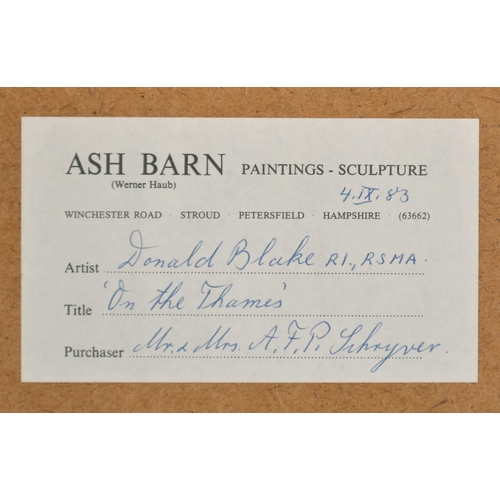 ASH BARN PAINTINGS - SCULPTURE
(Werner Haub)
4.IX.83
WINCHESTER ROAD · STROUD · PETERSFIELD · HAMPSHIRE · (63662)
Artist Donald Blake RI., RSMA.
Title 'On the Thames'
Purchaser Mr. & Mrs. A.F.P. Schryver.